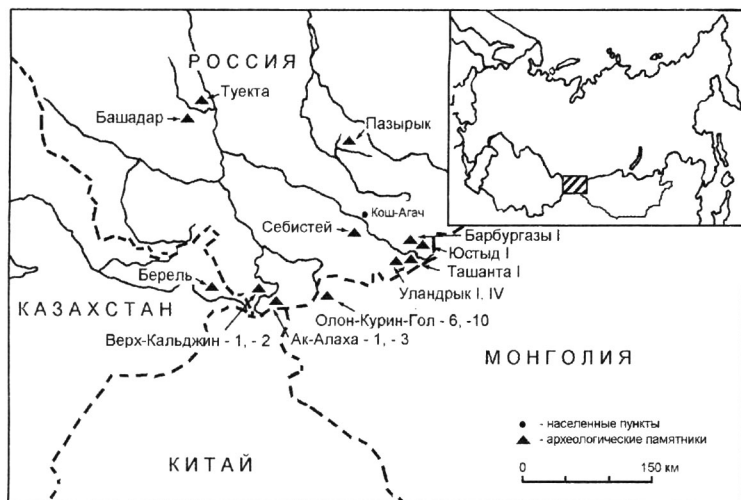 РОССИЯ
Туекта
Башадар
Пазырык
Кош-Агач
Себистей
Барбургазы I
Юстыд I
Ташанта I
Берель
Уландрык I. IV
КАЗАХСТАН
Олон-Курин-Гол - 6, -10
Верх-Кальджин - 1, - 2
Ак-Алаха - 1, - 3
МОНГОЛИЯ
КИТАЙ
- населенные пункты
- археологические памятники
0 150 км